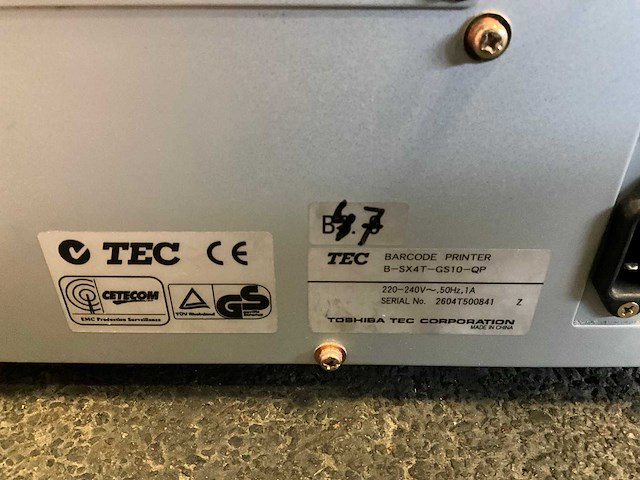 TEC CE
CETECOM
EMC Production Surveillance
TÜV Rheinland
GS
TEC BARCODE PRINTER
B-SX4T-GS10-QP
220-240V~,50Hz,1A
SERIAL No. 2604T500841 Z
TOSHIBA TEC CORPORATION
MADE IN CHINA